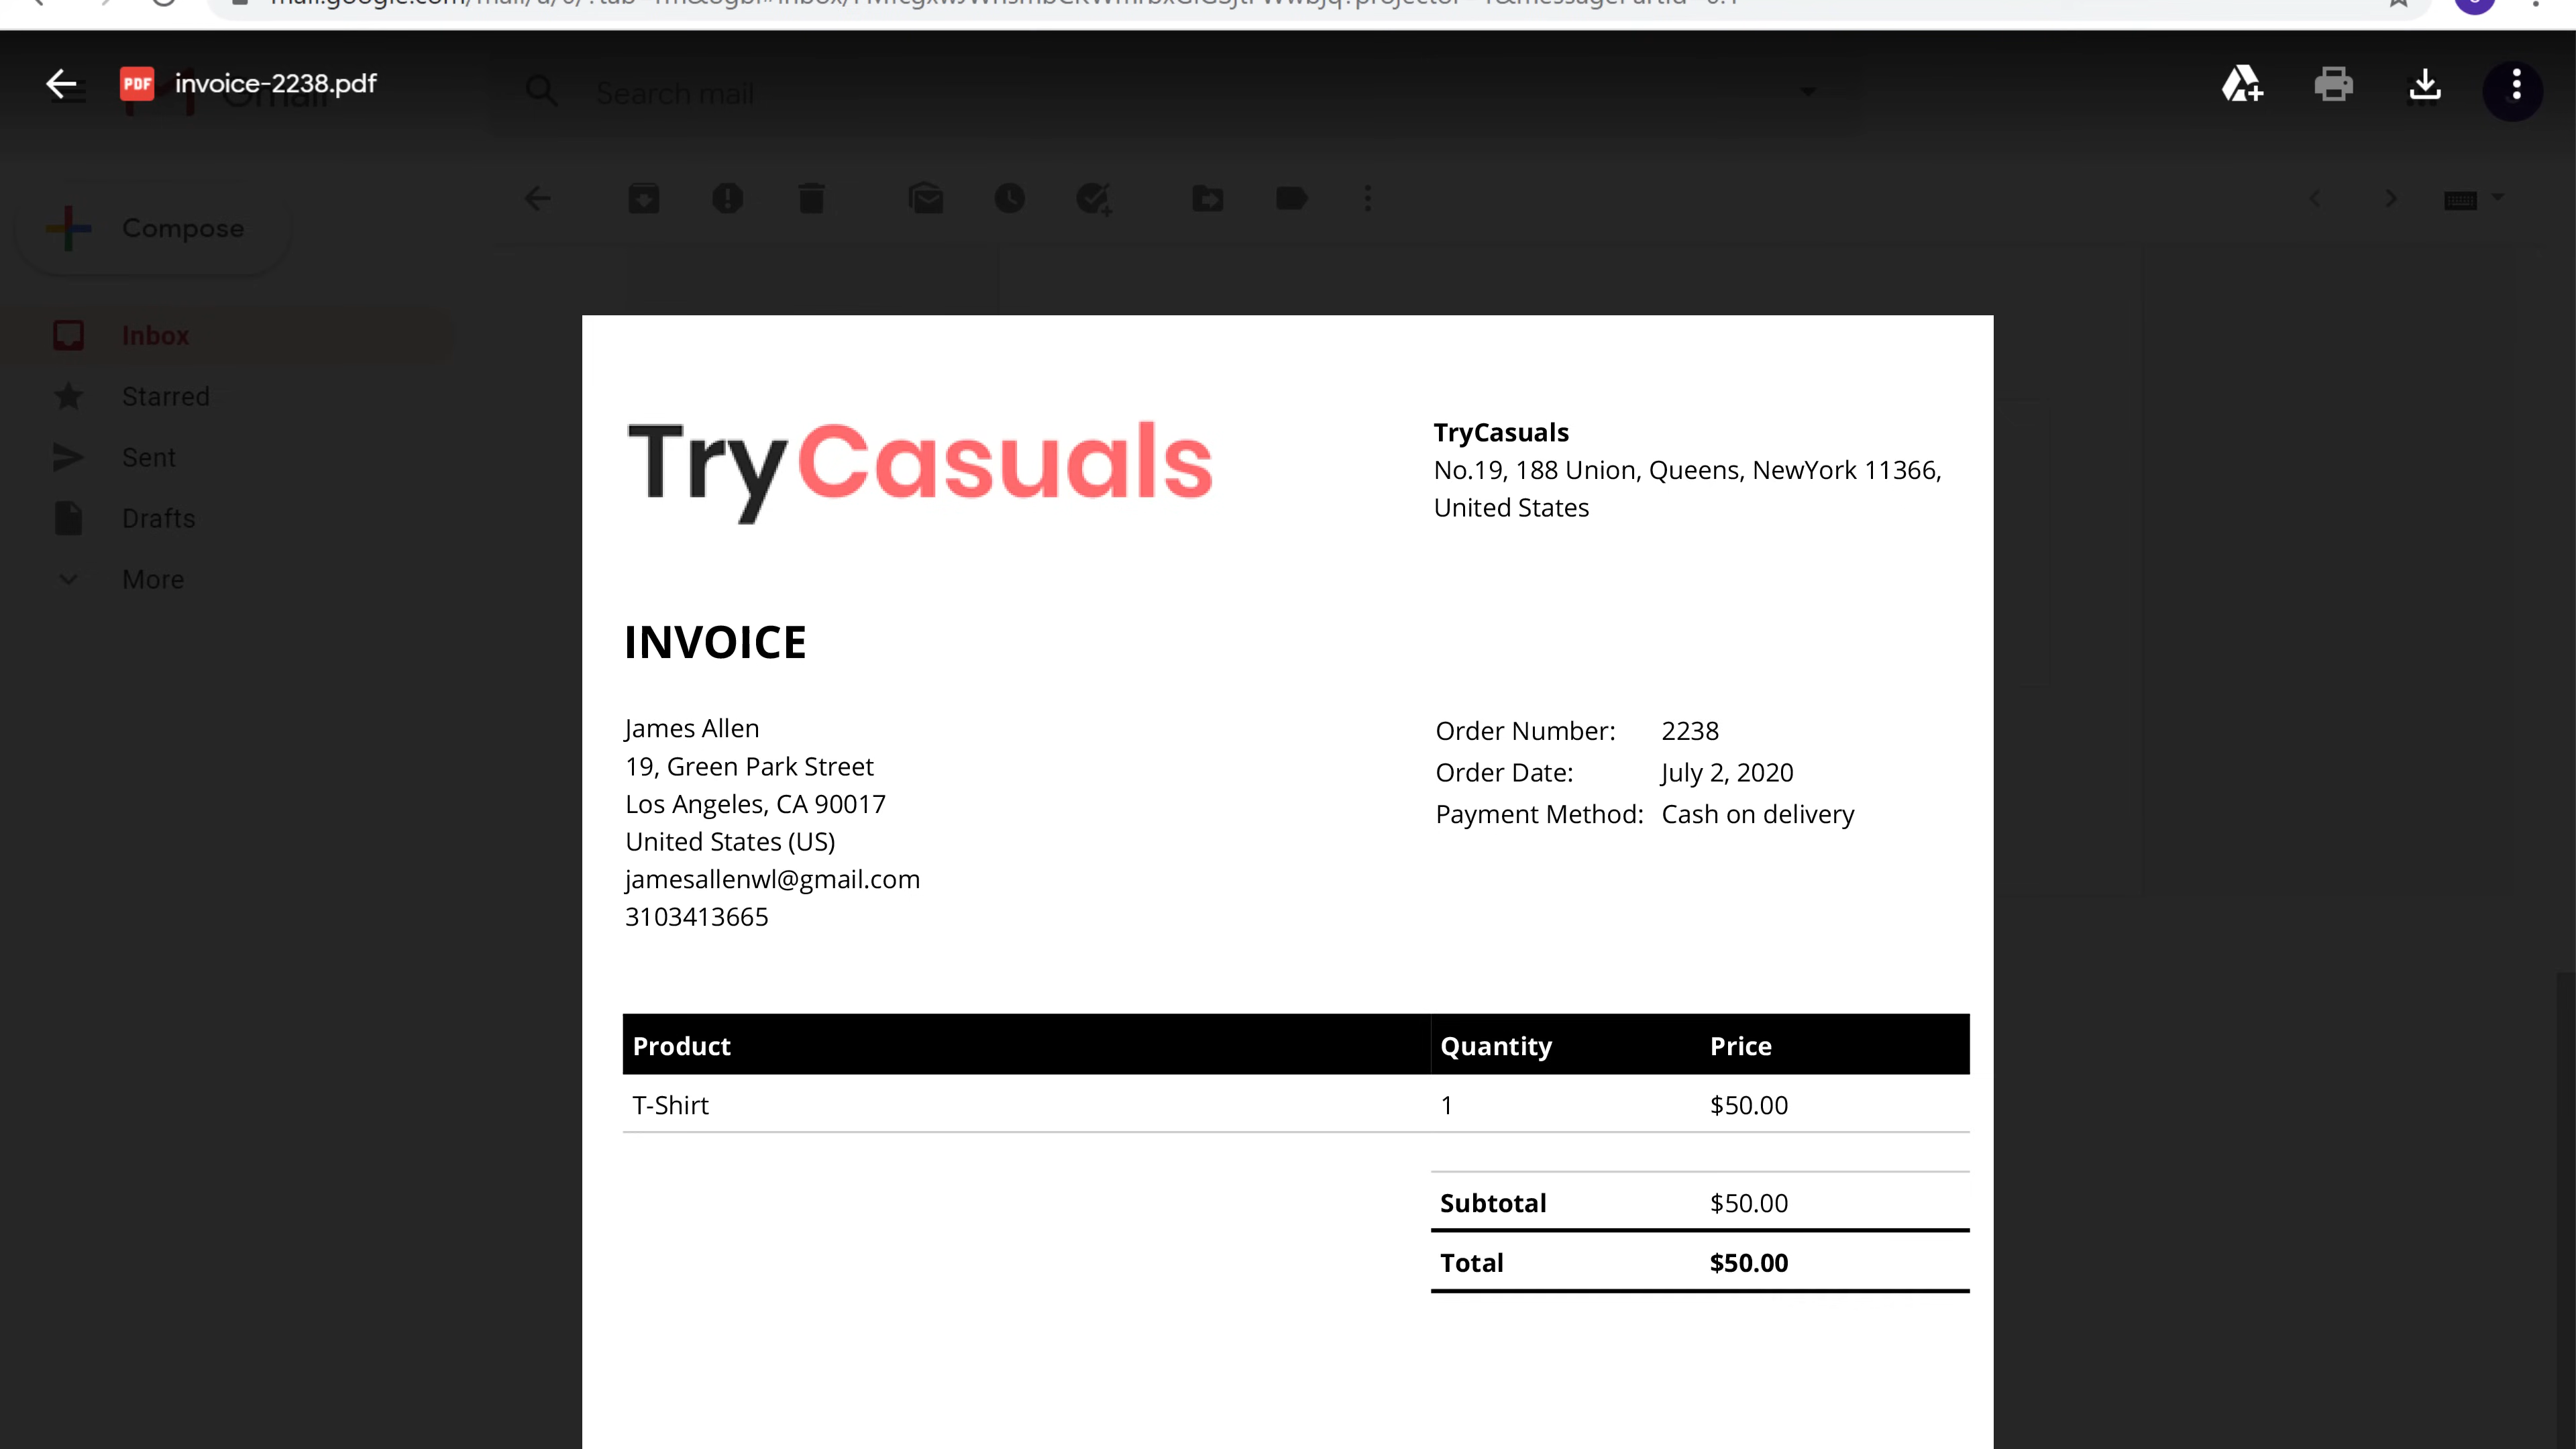 PDF invoice-2238.pdf
Search mail
Compose
Inbox
Starred
Sent
Drafts
More
TryCasuals
TryCasuals
No.19, 188 Union, Queens, NewYork 11366,
United States
INVOICE
James Allen
19, Green Park Street
Los Angeles, CA 90017
United States (US)
jamesallenwl@gmail.com
3103413665
Order Number: 2238
Order Date: July 2, 2020
Payment Method: Cash on delivery
Product Quantity Price
T-Shirt 1 $50.00
Subtotal $50.00
Total $50.00